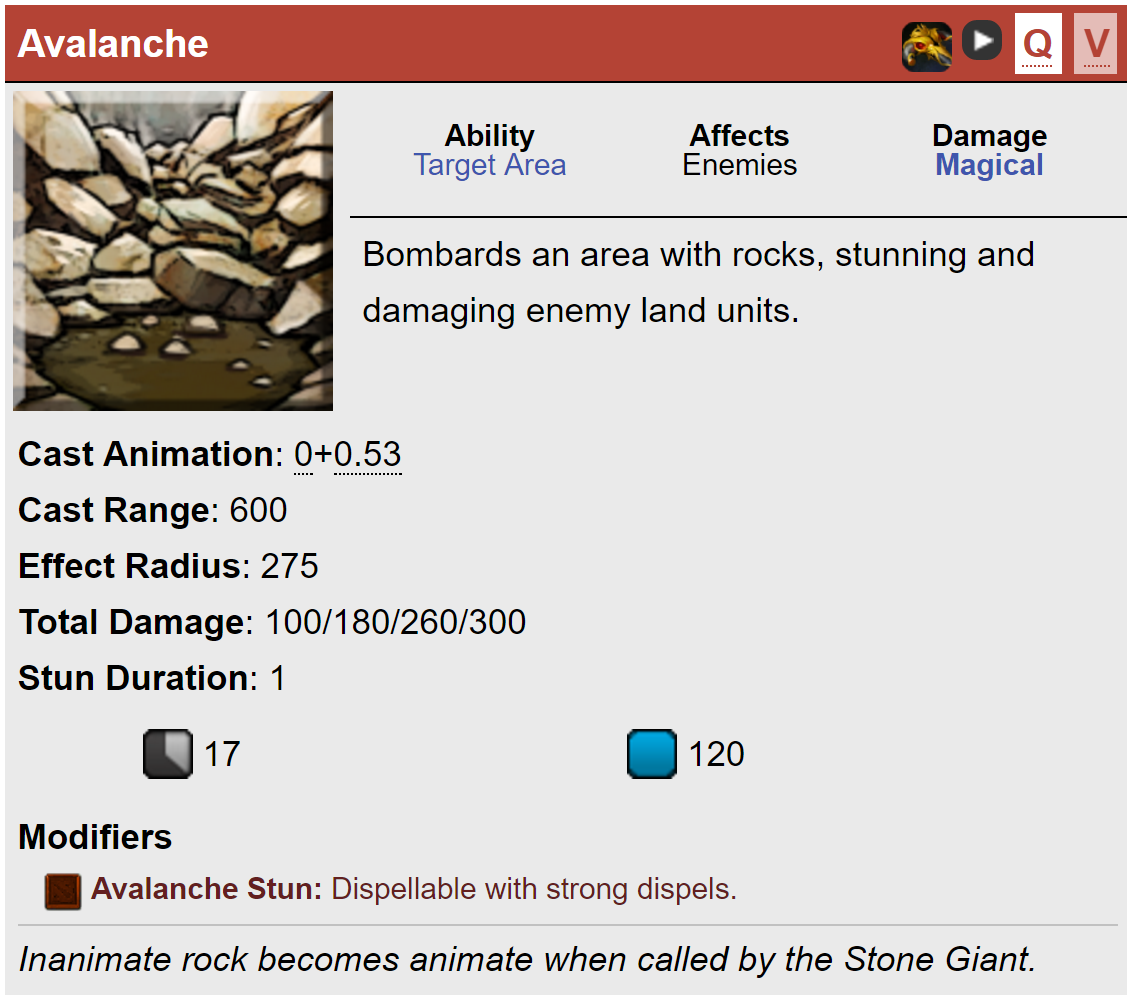 Avalanche
Q V
Ability
Target Area
Affects
Enemies
Damage
Magical
Bombards an area with rocks, stunning and
damaging enemy land units.
Cast Animation: 0+0.53
Cast Range: 600
Effect Radius: 275
Total Damage: 100/180/260/300
Stun Duration: 1
17
120
Modifiers
Avalanche Stun: Dispellable with strong dispels.
Inanimate rock becomes animate when called by the Stone Giant.